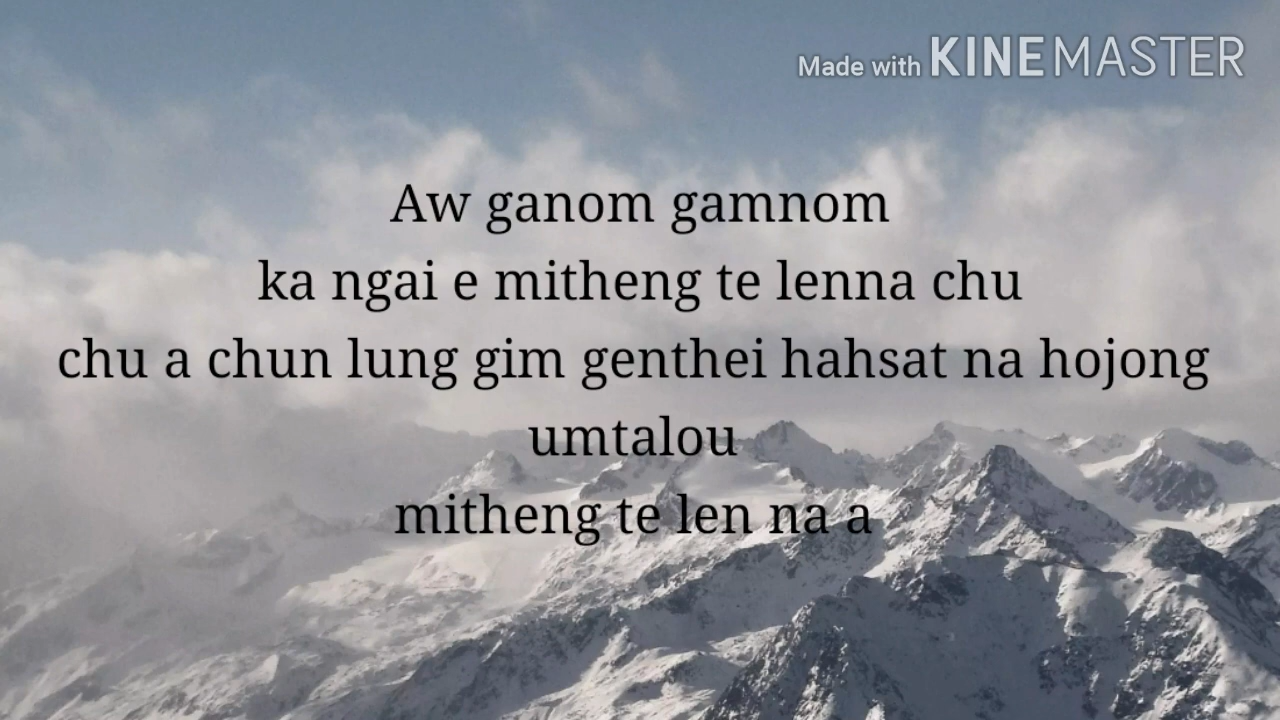 Made with KINEMASTER
Aw ganom gamnom
ka ngai e mitheng te lenna chu
chu a chun lung gim genthei hahsat na hojong
umtalou
mitheng te len na a